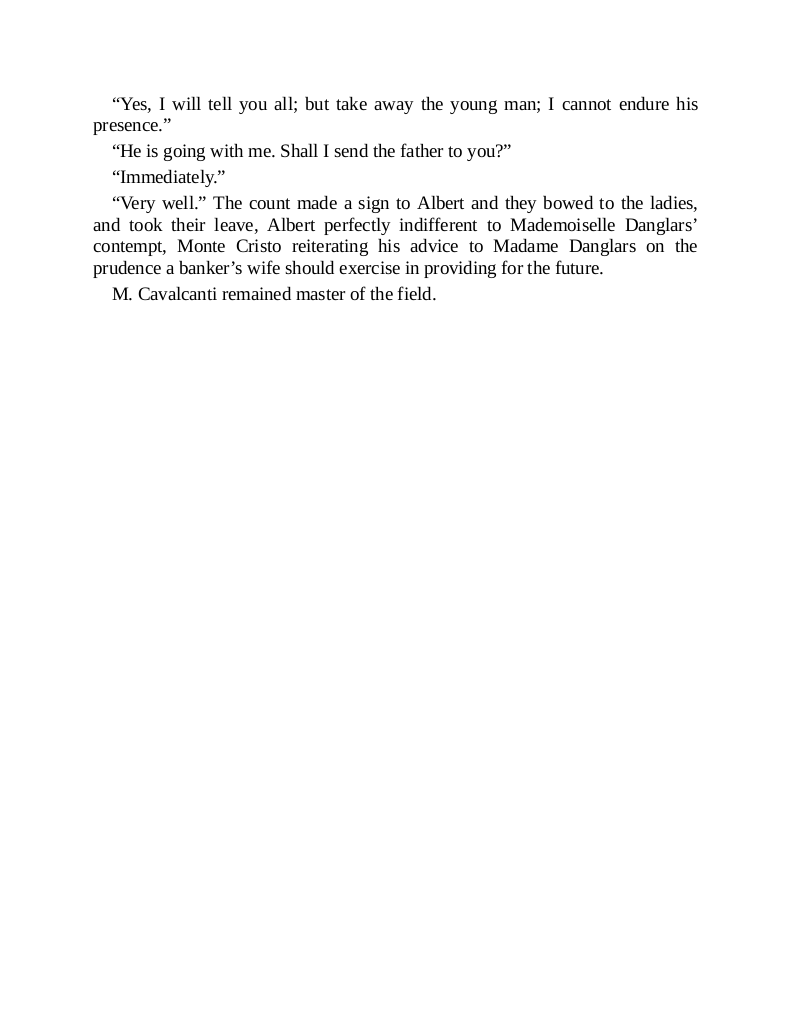 “Yes, I will tell you all; but take away the young man; I cannot endure his
presence.”
“He is going with me. Shall I send the father to you?”
“Immediately.”
“Very well.” The count made a sign to Albert and they bowed to the ladies,
and took their leave, Albert perfectly indifferent to Mademoiselle Danglars’
contempt, Monte Cristo reiterating his advice to Madame Danglars on the
prudence a banker’s wife should exercise in providing for the future.
M. Cavalcanti remained master of the field.